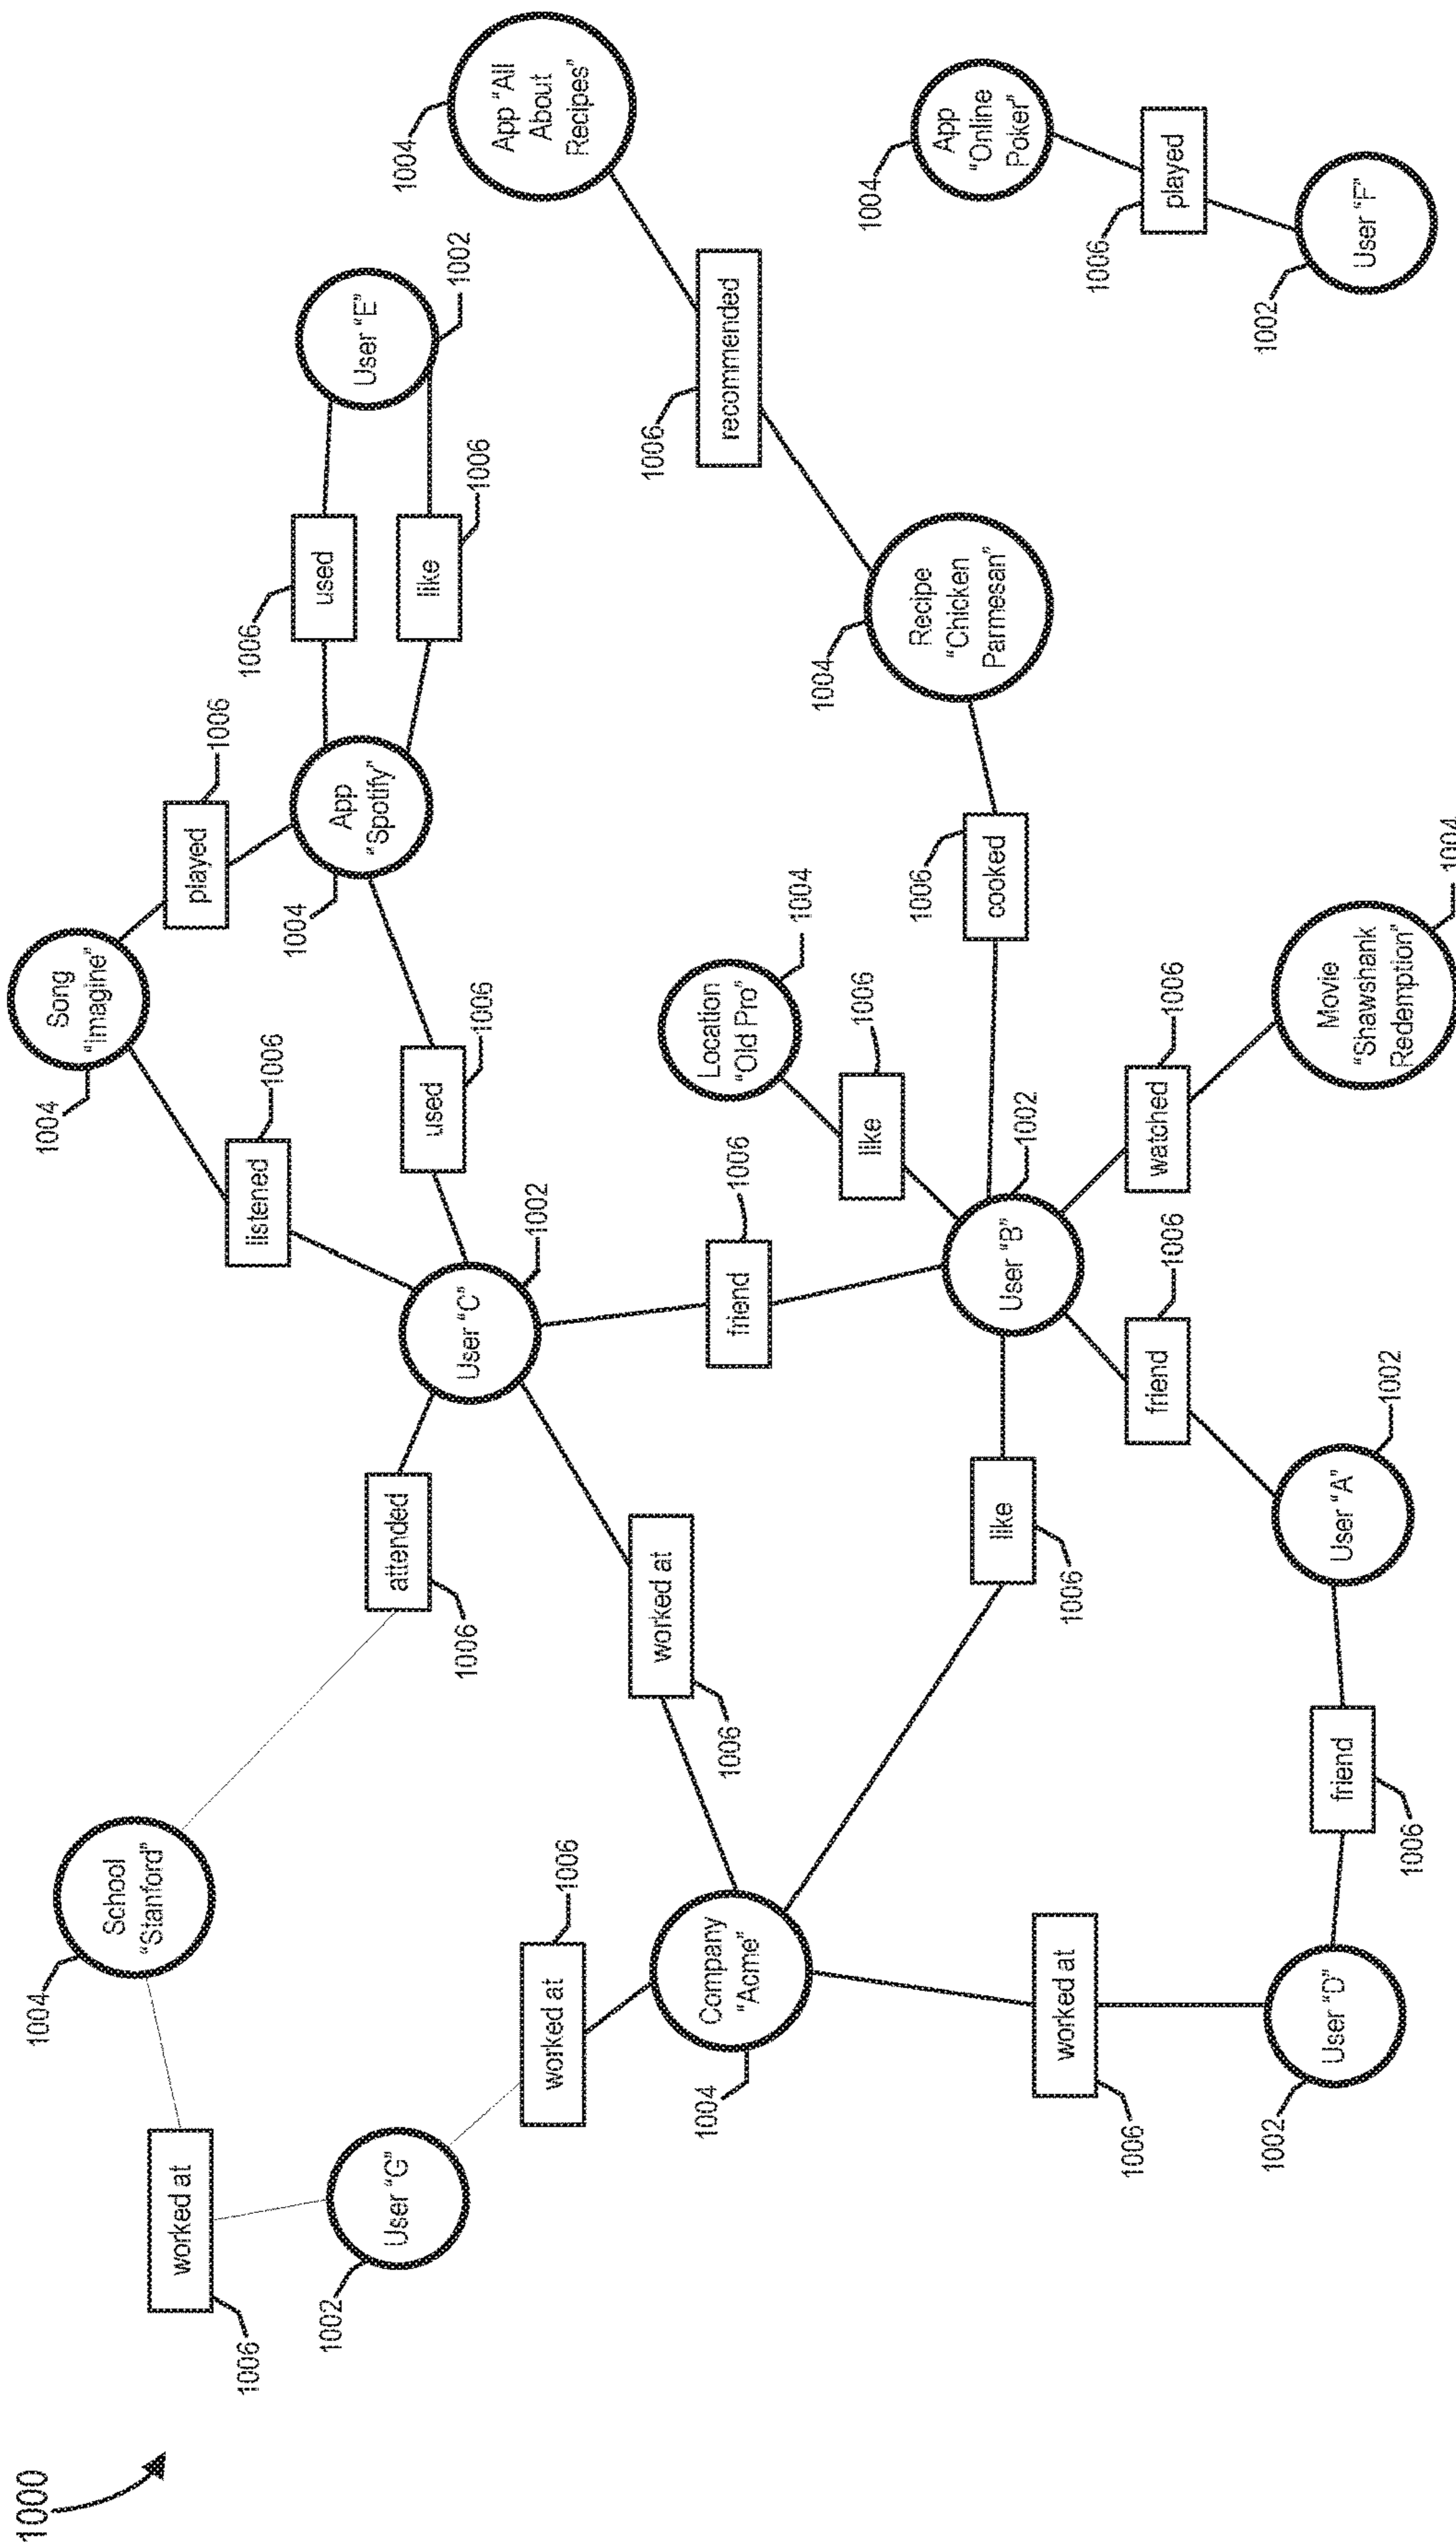 1000
1004
School
"Stanford"
1006
worked at
1002
User "G"
1006
worked at
1004
Company
"Acme"
1006
worked at
1002
User "D"
1006
attended
1006
worked at
1006
like
1006
friend
1002
User "A"
1004
Song
"Imagine"
1006
listened
1006
played
1002
User "C"
1006
used
1004
App
"Spotify"
1006
used
1006
like
1002
User "E"
1006
friend
1002
User "B"
1006
friend
1006
like
1004
Location
"Old Pro"
1006
cooked
1006
watched
1004
Movie
"Shawshank
Redemption"
1004
Recipe
"Chicken
Parmesan"
1006
recommended
1004
App "All
About
Recipes"
1004
App
"Online
Poker"
1006
played
1002
User "F"